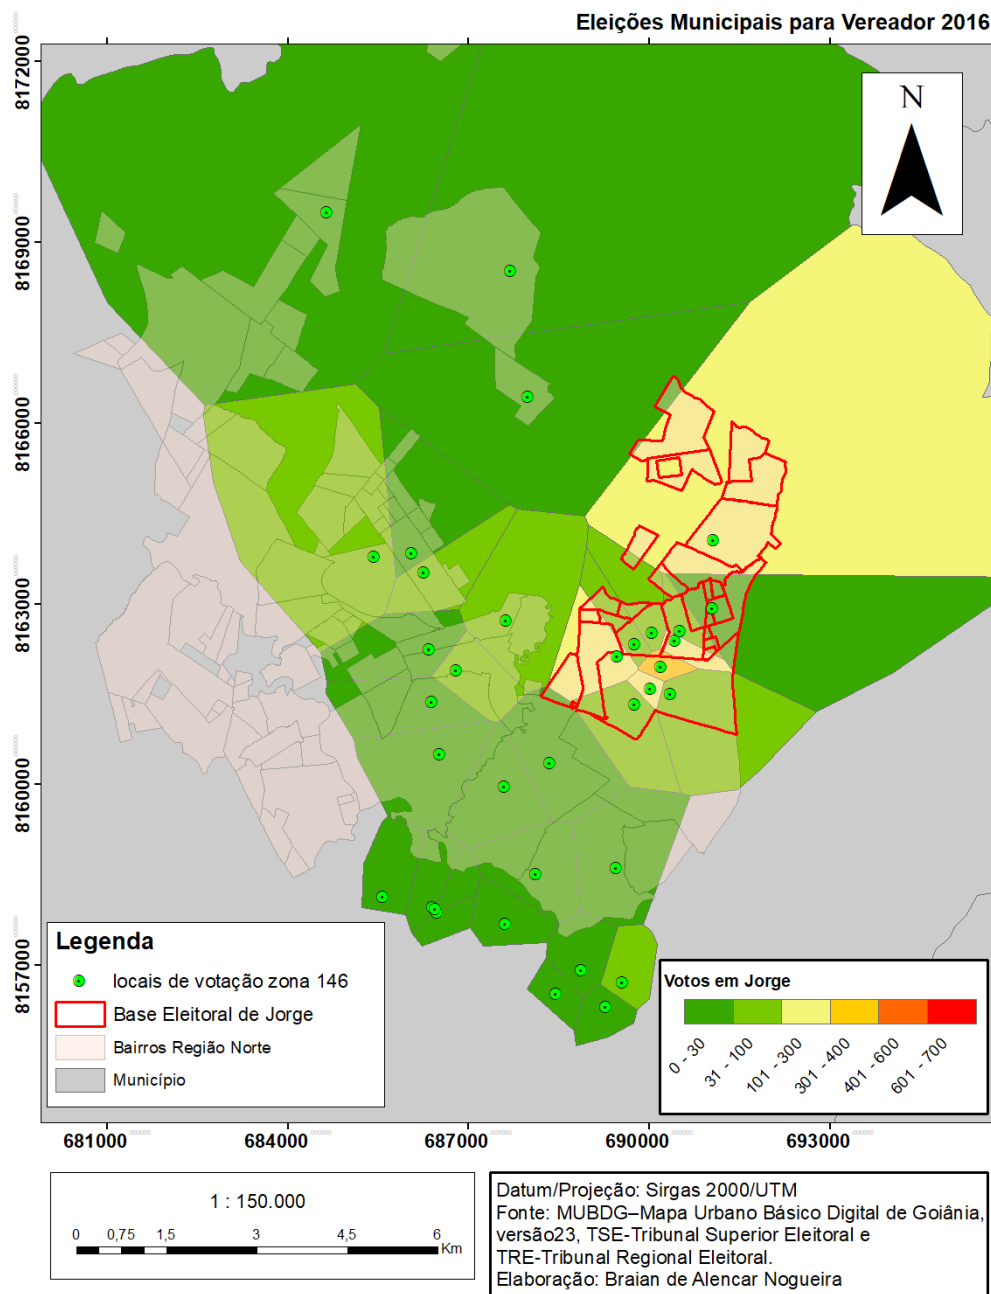 Eleições Municipais para Vereador 2016
N
8172000
8169000
8166000
8163000
8160000
8157000
Legenda
locais de votação zona 146
Base Eleitoral de Jorge
Bairros Região Norte
Município
Votos em Jorge
0 - 30
31 - 100
101 - 300
301 - 400
401 - 600
601 - 700
681000 684000 687000 690000 693000
1 : 150.000
0 0,75 1,5 3 4,5 6
Km
Datum/Projeção: Sirgas 2000/UTM
Fonte: MUBDG–Mapa Urbano Básico Digital de Goiânia,
versão23, TSE-Tribunal Superior Eleitoral e
TRE-Tribunal Regional Eleitoral.
Elaboração: Braian de Alencar Nogueira